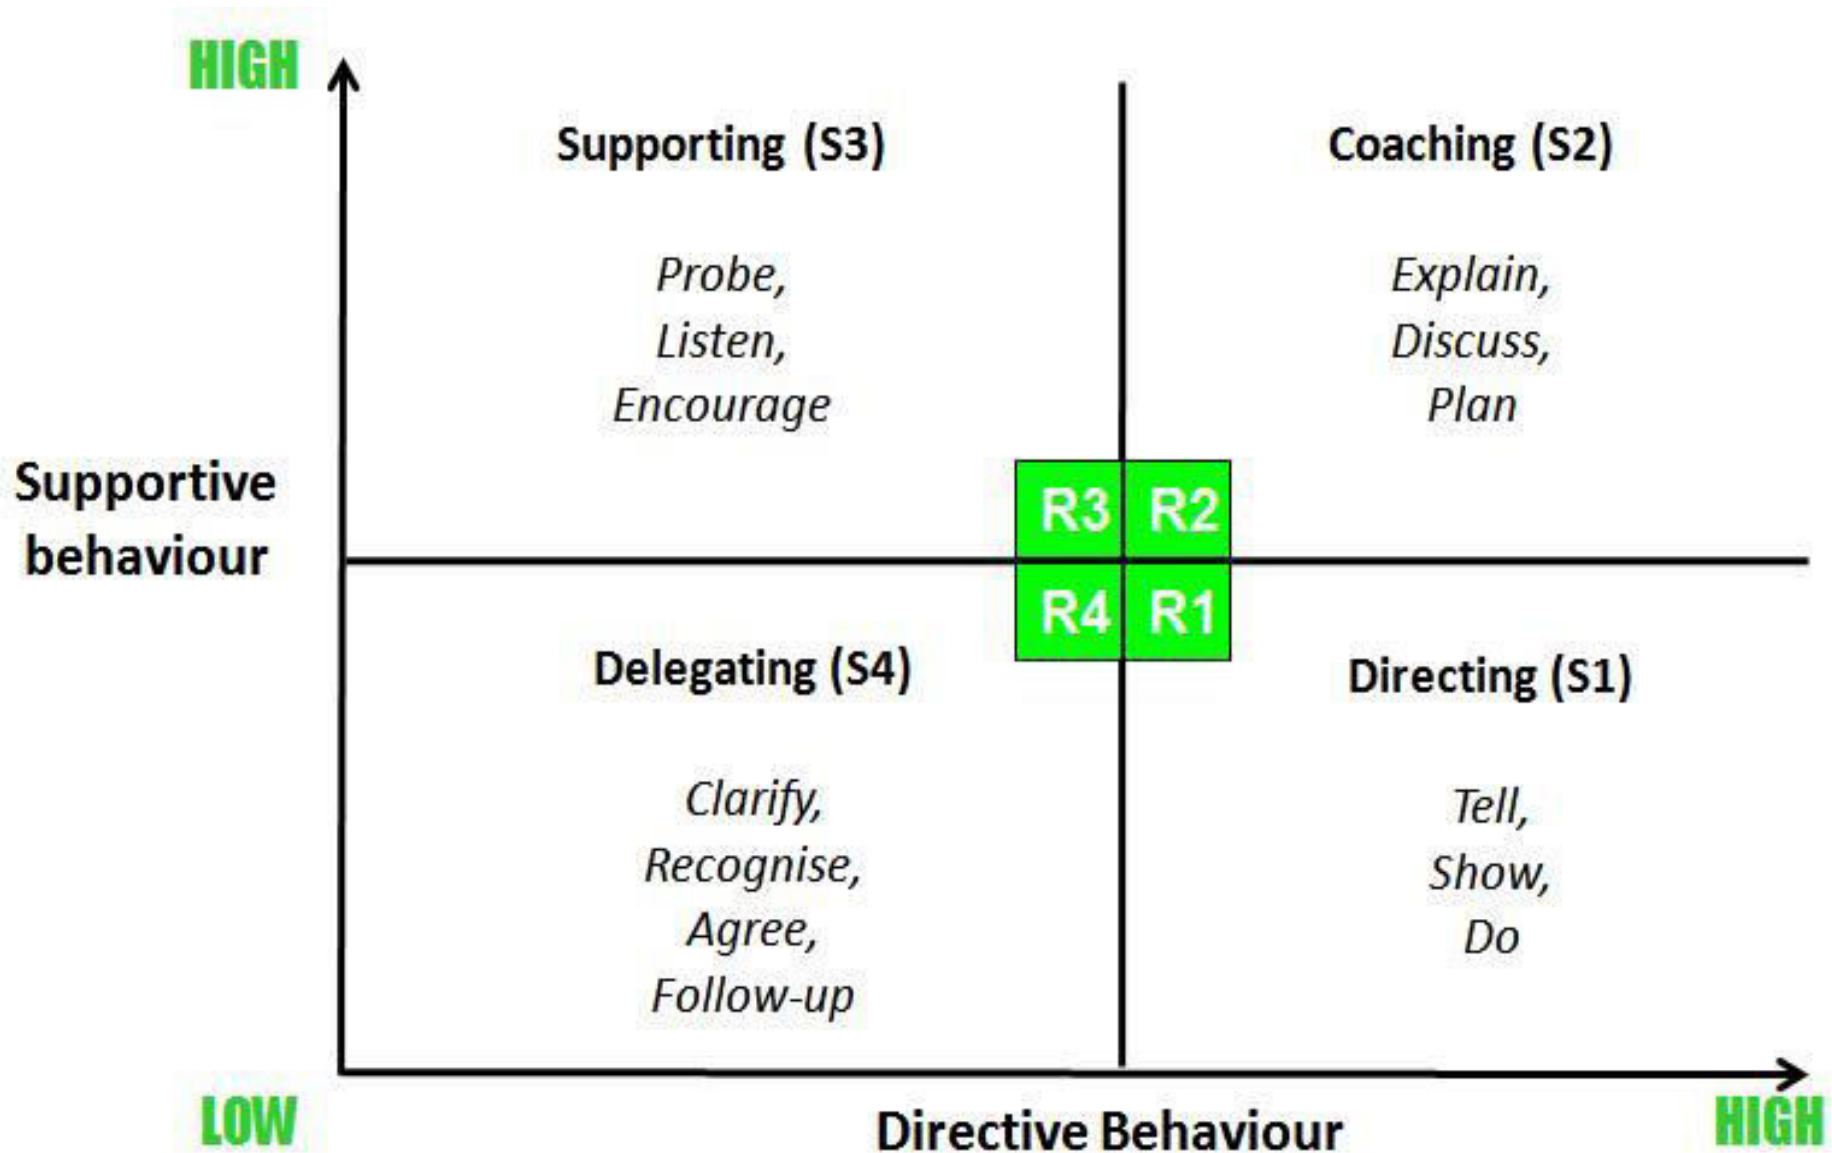 HIGH
Supporting (S3)
Coaching (S2)
Probe,
Listen,
Encourage
Explain,
Discuss,
Plan
Supportive
behaviour
R3
R2
R4
R1
Delegating (S4)
Directing (S1)
Clarify,
Recognise,
Agree,
Follow-up
Tell,
Show,
Do
LOW
Directive Behaviour
HIGH